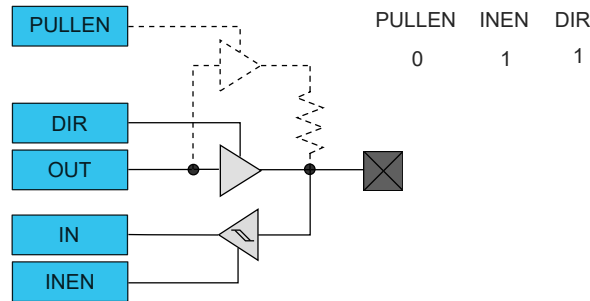 PULLEN
PULLEN INEN DIR
0 1 1
DIR
OUT
IN
INEN